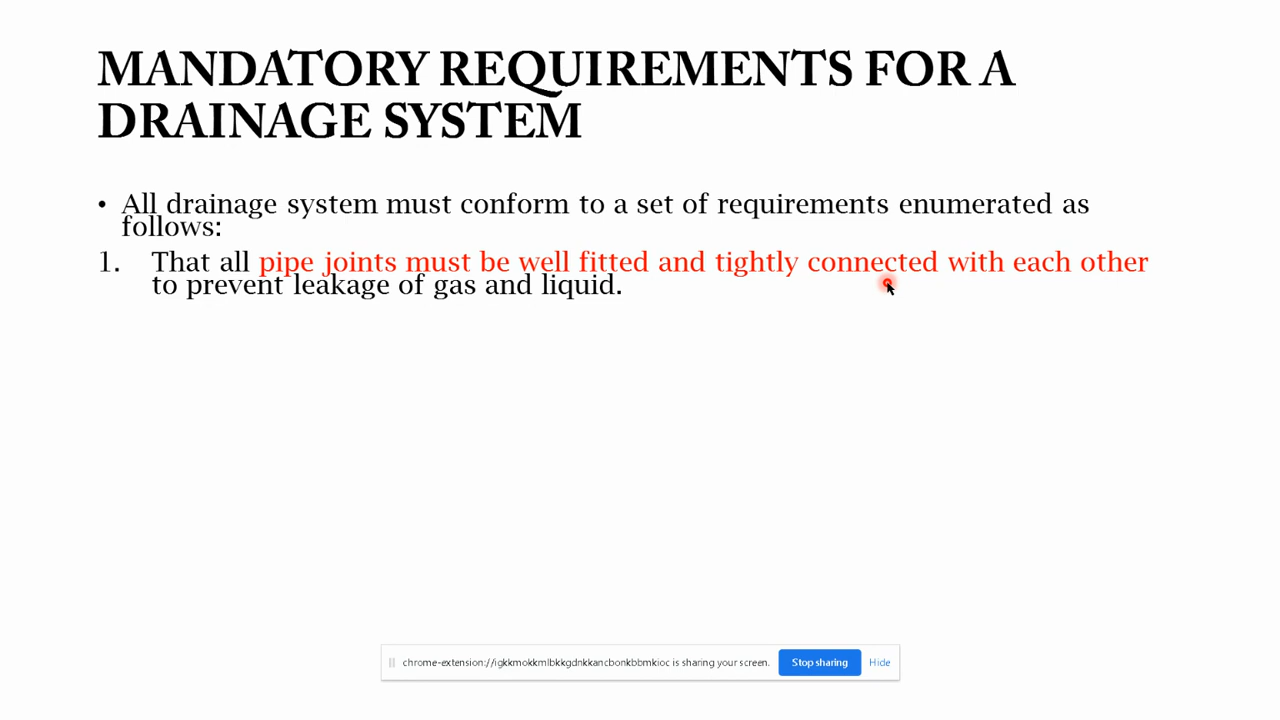 MANDATORY REQUIREMENTS FOR A
DRAINAGE SYSTEM
• All drainage system must conform to a set of requirements enumerated as
follows:
1. That all pipe joints must be well fitted and tightly connected with each other
to prevent leakage of gas and liquid.
chrome-extension://igkkmokkmlbkkgdnkkancbonkbbmkioc is sharing your screen. Stop sharing Hide